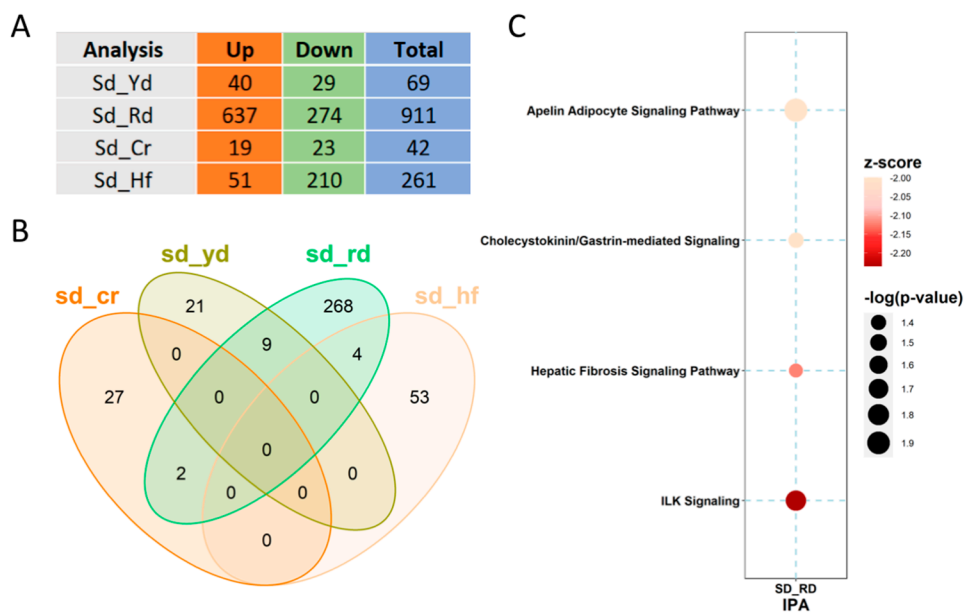 A
Analysis Up Down Total
Sd_Yd 40 29 69
Sd_Rd 637 274 911
Sd_Cr 19 23 42
Sd_Hf 51 210 261
B
sd_yd sd_rd
sd_cr sd_hf
21 268
0 9 4
27 0 0 53
0
2 0 0 0
0
C
Apelin Adipocyte Signaling Pathway
Cholecystokinin/Gastrin-mediated Signaling
Hepatic Fibrosis Signaling Pathway
ILK Signaling
SD_RD
IPA
z-score
-2.00
-2.05
-2.10
-2.15
-2.20
-log(p-value)
1.4
1.5
1.6
1.7
1.8
1.9